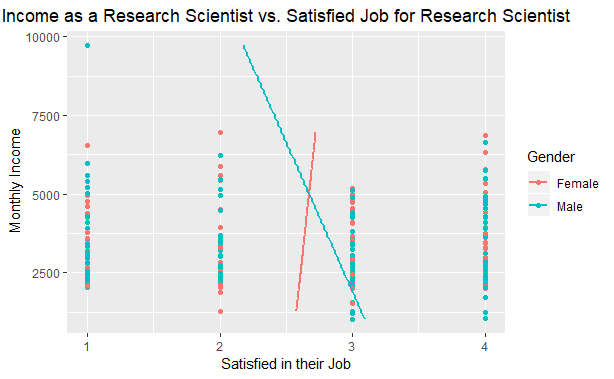 Income as a Research Scientist vs. Satisfied Job for Research Scientist
10000
7500
5000
2500
Monthly Income
1 2 3 4
Satisfied in their Job
Gender
Female
Male